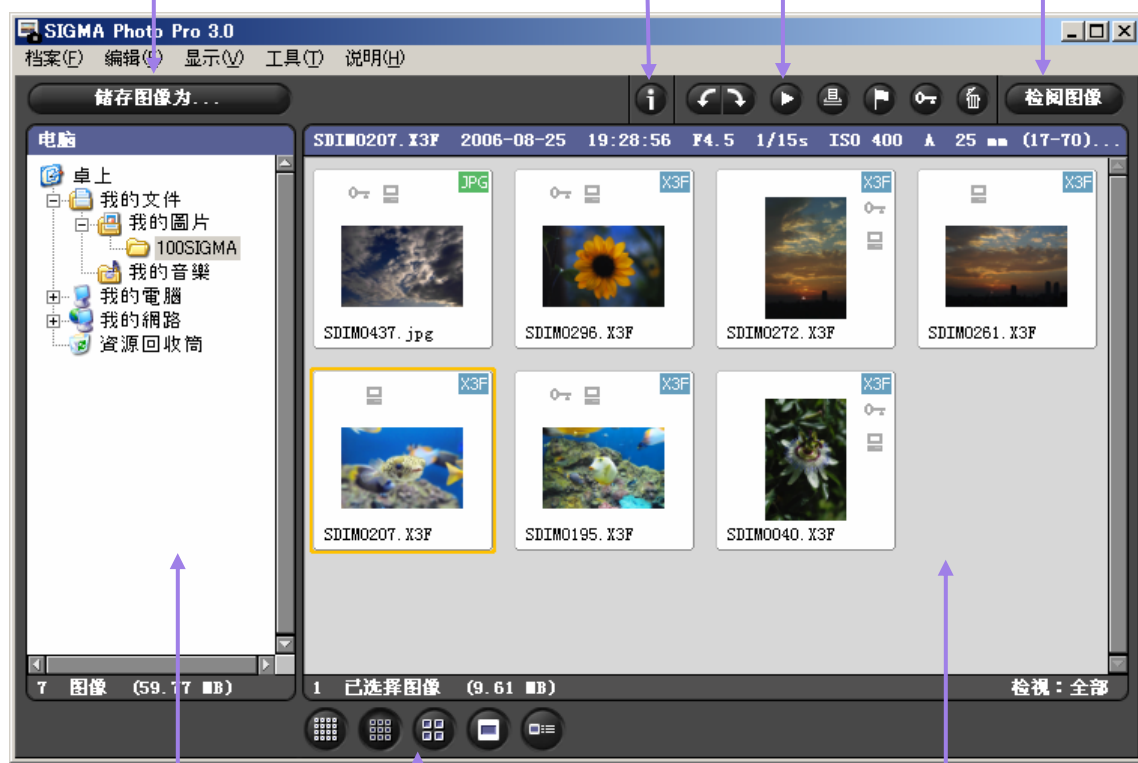 SIGMA Photo Pro 3.0
档案(F) 编辑 显示(V) 工具(T) 说明(H)
储存图像为...
检阅图像
电脑
SDIM0207.X3F 2006-08-25 19:28:56 F4.5 1/15s ISO 400 A 25 mm (17-70)...
卓上
我的文件
我的圖片
100SIGMA
我的音樂
我的電腦
我的網路
資源回收筒
JPG
X3F
X3F
X3F
SDIM0437.jpg
SDIM0296.X3F
SDIM0272.X3F
SDIM0261.X3F
X3F
X3F
X3F
SDIM0207.X3F
SDIM0195.X3F
SDIM0040.X3F
7 图像 (59.77 MB)
1 已选择图像 (9.61 MB)
检视：全部